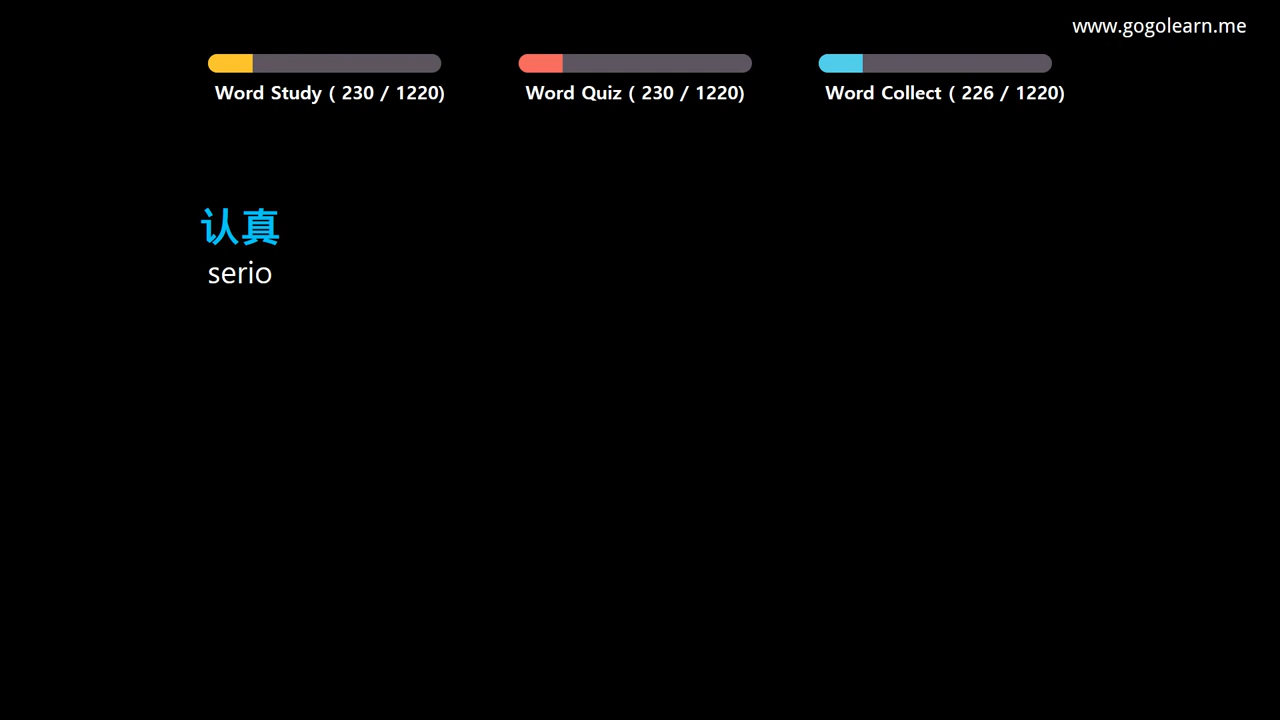 www.gogolearn.me
Word Study ( 230 / 1220)
Word Quiz ( 230 / 1220)
Word Collect ( 226 / 1220)
认真
serio